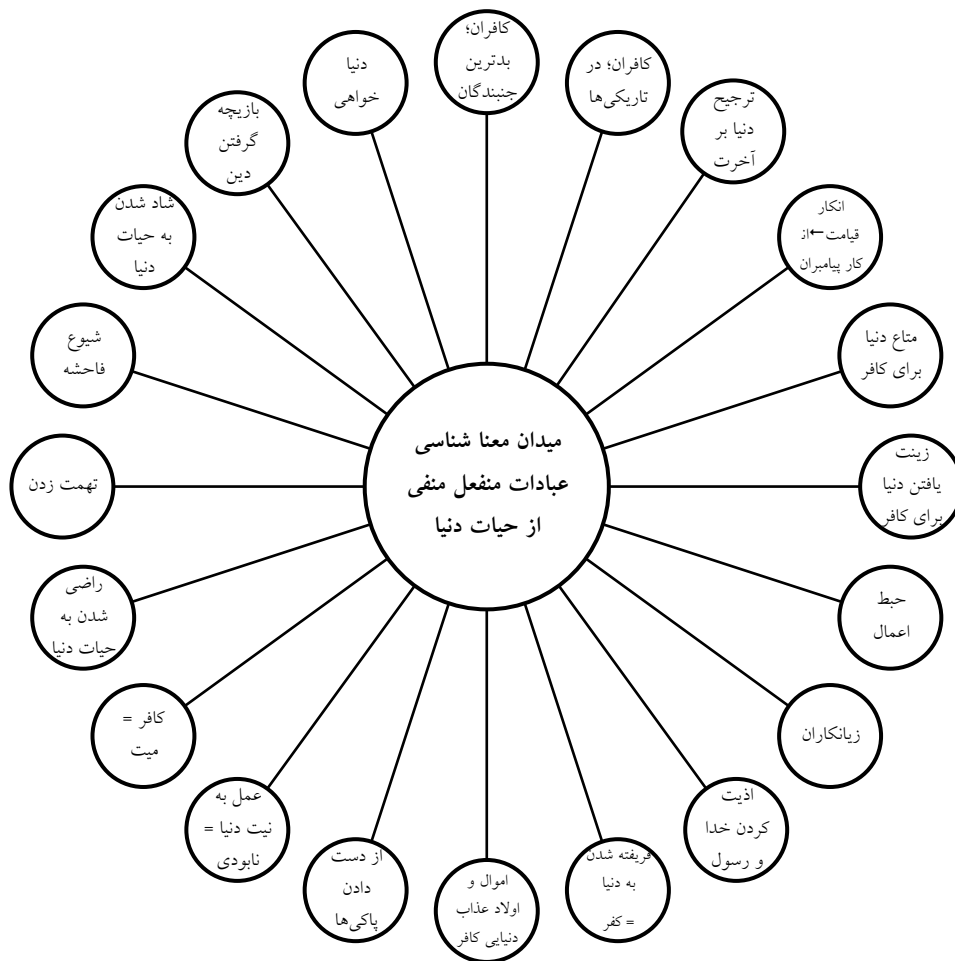 کافران؛
بدترین
جنبندگان
کافران؛ در
تاریکی‌ها
ترجیح
دنیا بر
آخرت
انکار
قیامت←انـ
کار پیامبران
متاع دنیا
برای کافر
زینت
یافتن دنیا
برای کافر
حبط
اعمال
زیانکاران
اذیت
کردن خدا
و رسول
فریفته شدن
به دنیا
= کفر
اموال و
اولاد عذاب
دنیایی کافر
از دست
دادن
پاکی‌ها
عمل به
نیت دنیا =
نابودی
کافر =
میت
راضی
شدن به
حیات دنیا
تهمت زدن
شیوع
فاحشه
شاد شدن
به حیات
دنیا
بازیچه
گرفتن
دین
دنیا
خواهی
میدان معنا شناسی
عبادات منفعل منفی
از حیات دنیا